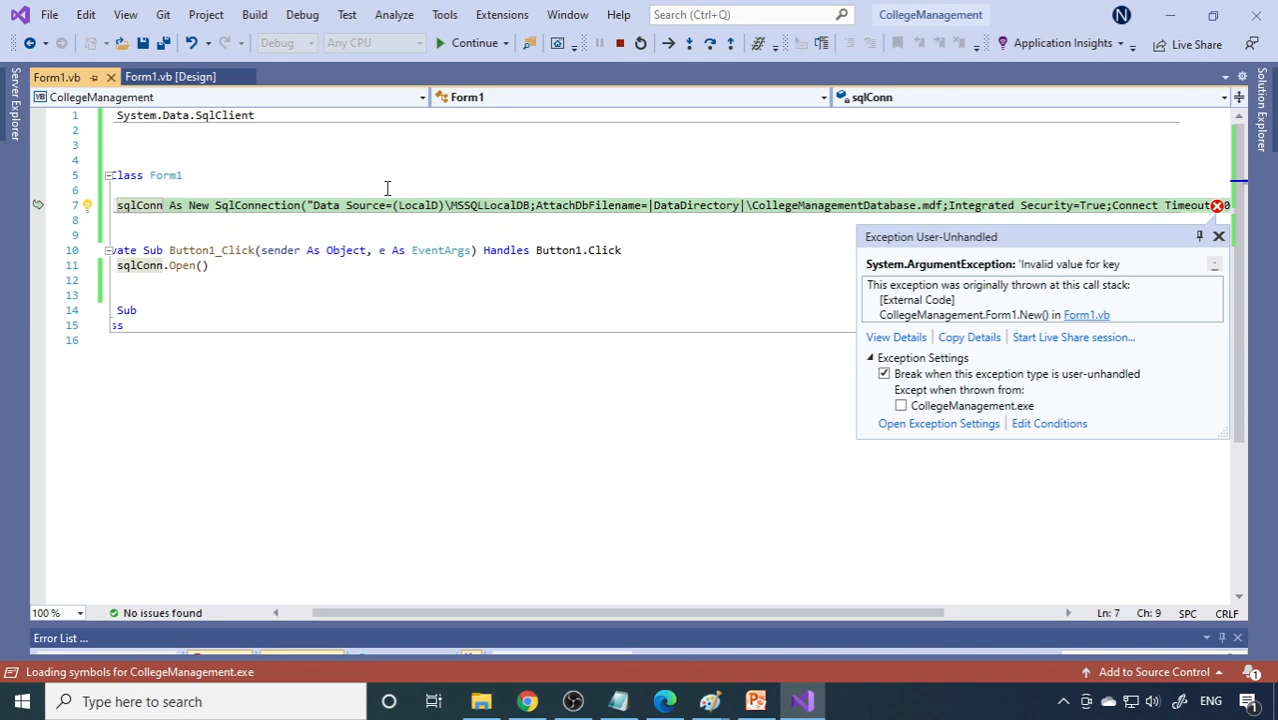 File Edit View Git Project Build Debug Test Analyze Tools Extensions Window Help Search (Ctrl+Q) CollegeManagement N
Debug Any CPU Continue Application Insights Live Share
Form1.vb Form1.vb [Design]
CollegeManagement Form1 sqlConn
Server Explorer
Solution Explorer
1 System.Data.SqlClient
2
3
4
5 Class Form1
6
7 sqlConn As New SqlConnection("Data Source=(LocalD)\MSSQLLocalDB;AttachDbFilename=|DataDirectory|\CollegeManagementDatabase.mdf;Integrated Security=True;Connect Timeout
8
9
10 vate Sub Button1_Click(sender As Object, e As EventArgs) Handles Button1.Click
11 sqlConn.Open()
12
13
14 Sub
15 ss
16
Exception User-Unhandled
System.ArgumentException: 'Invalid value for key
This exception was originally thrown at this call stack:
[External Code]
CollegeManagement.Form1.New() in Form1.vb
View Details Copy Details Start Live Share session...
Exception Settings
Break when this exception type is user-unhandled
Except when thrown from:
CollegeManagement.exe
Open Exception Settings Edit Conditions
100 % No issues found Ln: 7 Ch: 9 SPC CRLF
Error List ...
Loading symbols for CollegeManagement.exe Add to Source Control 1
Type here to search ENG 1